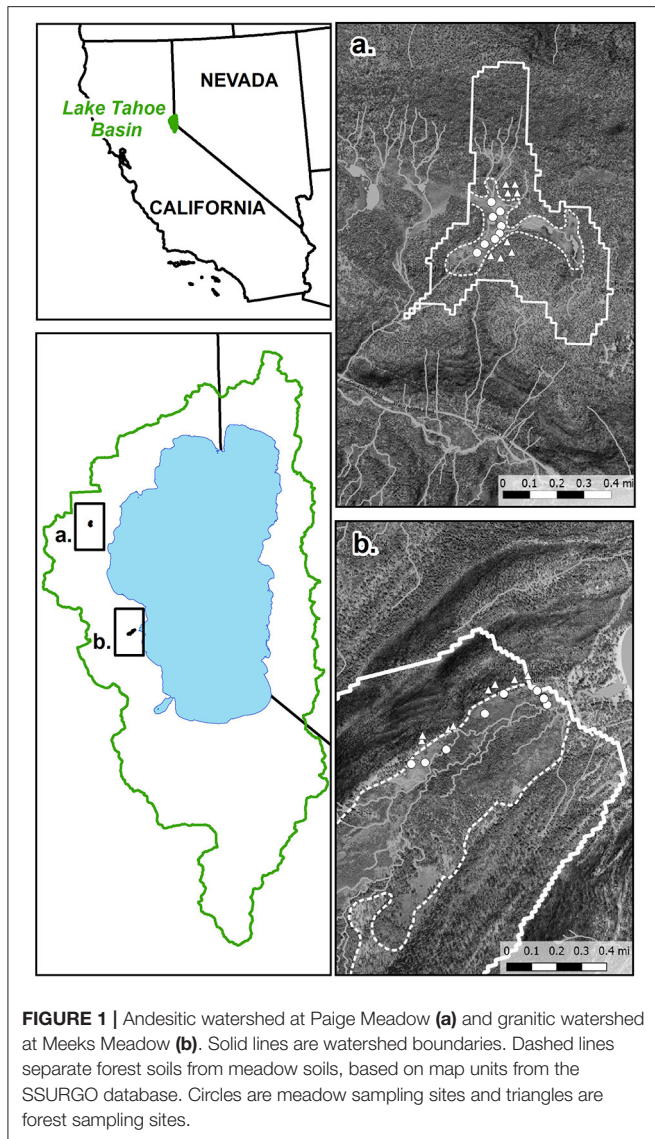 NEVADA
Lake Tahoe
Basin
CALIFORNIA
a.
0 0.1 0.2 0.3 0.4 mi
a.
b.
b.
0 0.1 0.2 0.3 0.4 mi
FIGURE 1 | Andesitic watershed at Paige Meadow (a) and granitic watershed
at Meeks Meadow (b). Solid lines are watershed boundaries. Dashed lines
separate forest soils from meadow soils, based on map units from the
SSURGO database. Circles are meadow sampling sites and triangles are
forest sampling sites.